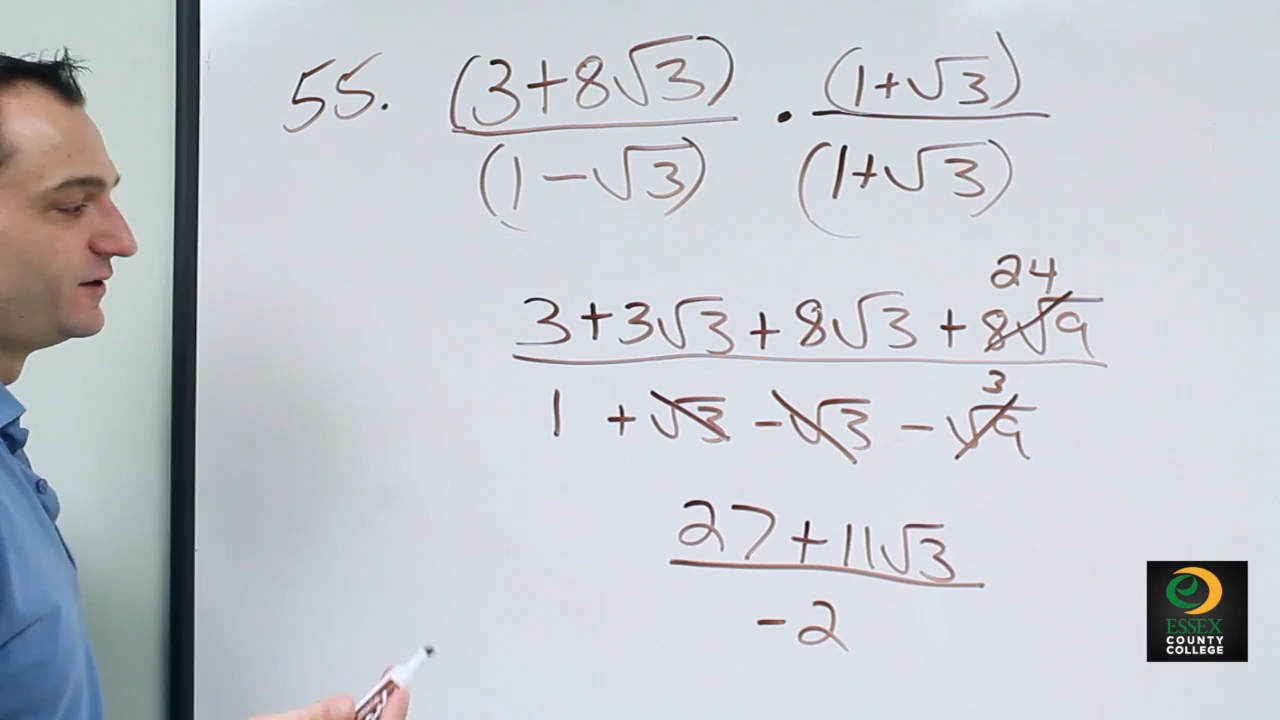 55. (3+8√3)/(1-√3) · (1+√3)/(1+√3)
24
3+3√3+8√3+8√9
3
1 +√3 -√3 -√9
27+11√3
-2
ESSEX
COUNTY
COLLEGE